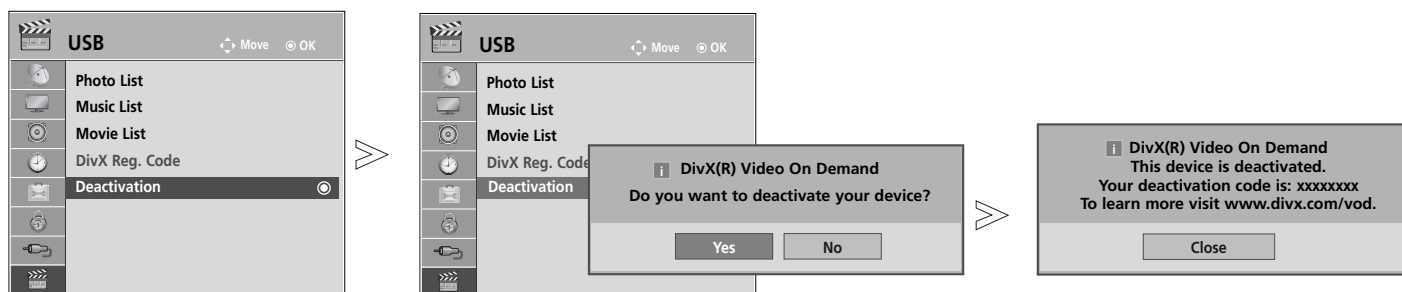 USB
Move OK
Photo List
Music List
Movie List
DivX Reg. Code
Deactivation
USB
Move OK
Photo List
Music List
Movie List
DivX Reg. Code
Deactivation
i DivX(R) Video On Demand
Do you want to deactivate your device?
Yes No
i DivX(R) Video On Demand
This device is deactivated.
Your deactivation code is: xxxxxxxx
To learn more visit www.divx.com/vod.
Close